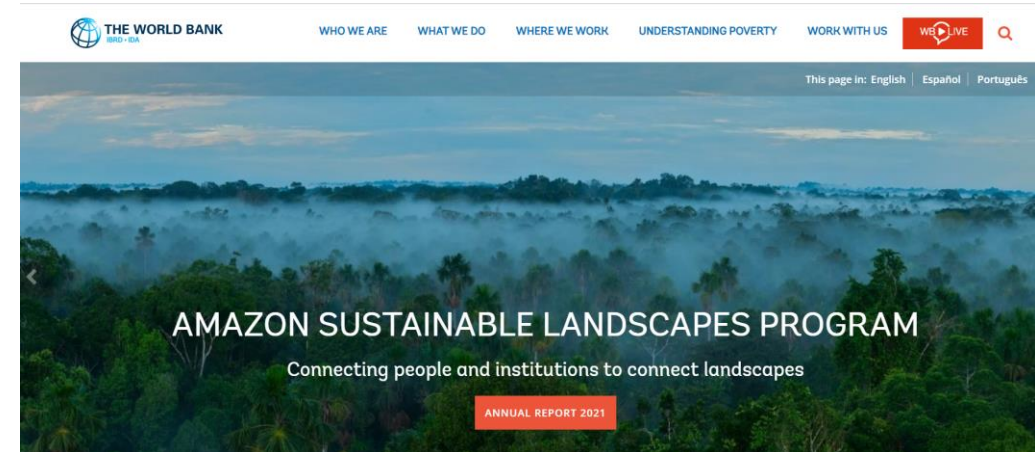 THE WORLD BANK
IBRD • IDA
WHO WE ARE
WHAT WE DO
WHERE WE WORK
UNDERSTANDING POVERTY
WORK WITH US
WB LIVE
This page in: English | Español | Português
AMAZON SUSTAINABLE LANDSCAPES PROGRAM
Connecting people and institutions to connect landscapes
ANNUAL REPORT 2021